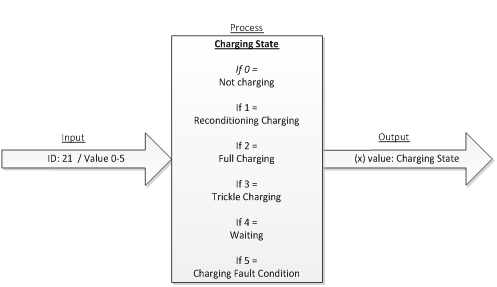 Process
Charging State
If 0 =
Not charging
If 1 =
Reconditioning Charging
If 2 =
Full Charging
If 3 =
Trickle Charging
If 4 =
Waiting
If 5 =
Charging Fault Condition
Input
ID: 21 / Value 0-5
Output
(x) value: Charging State